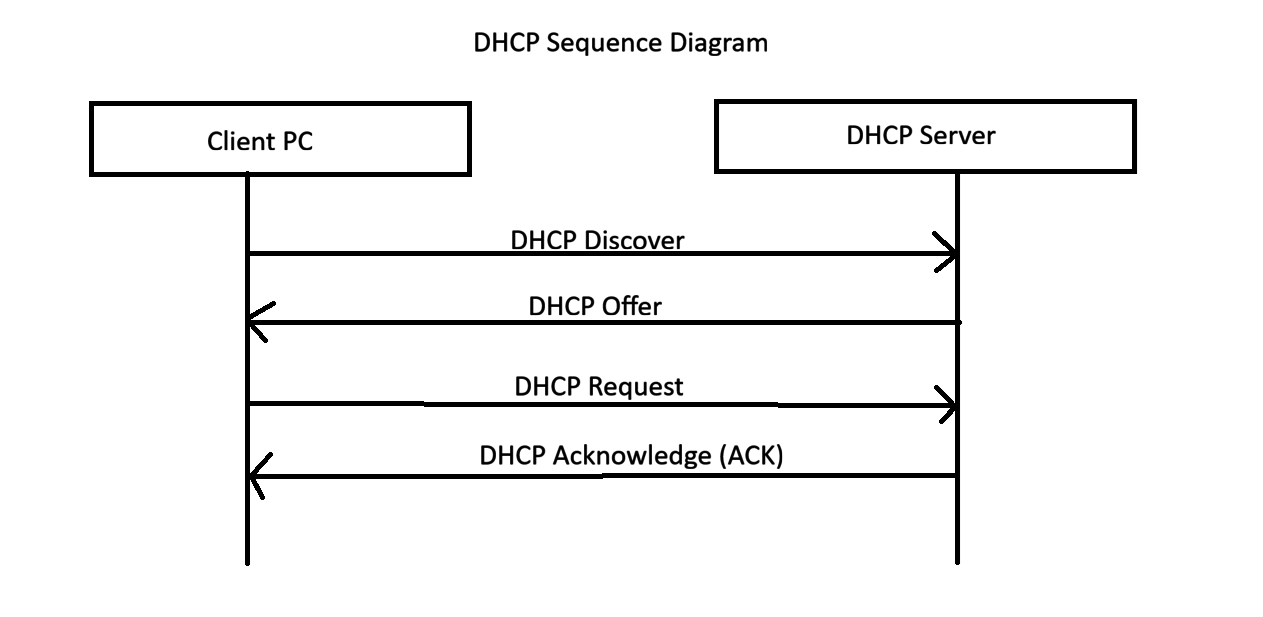 DHCP Sequence Diagram
Client PC
DHCP Server
DHCP Discover
DHCP Offer
DHCP Request
DHCP Acknowledge (ACK)